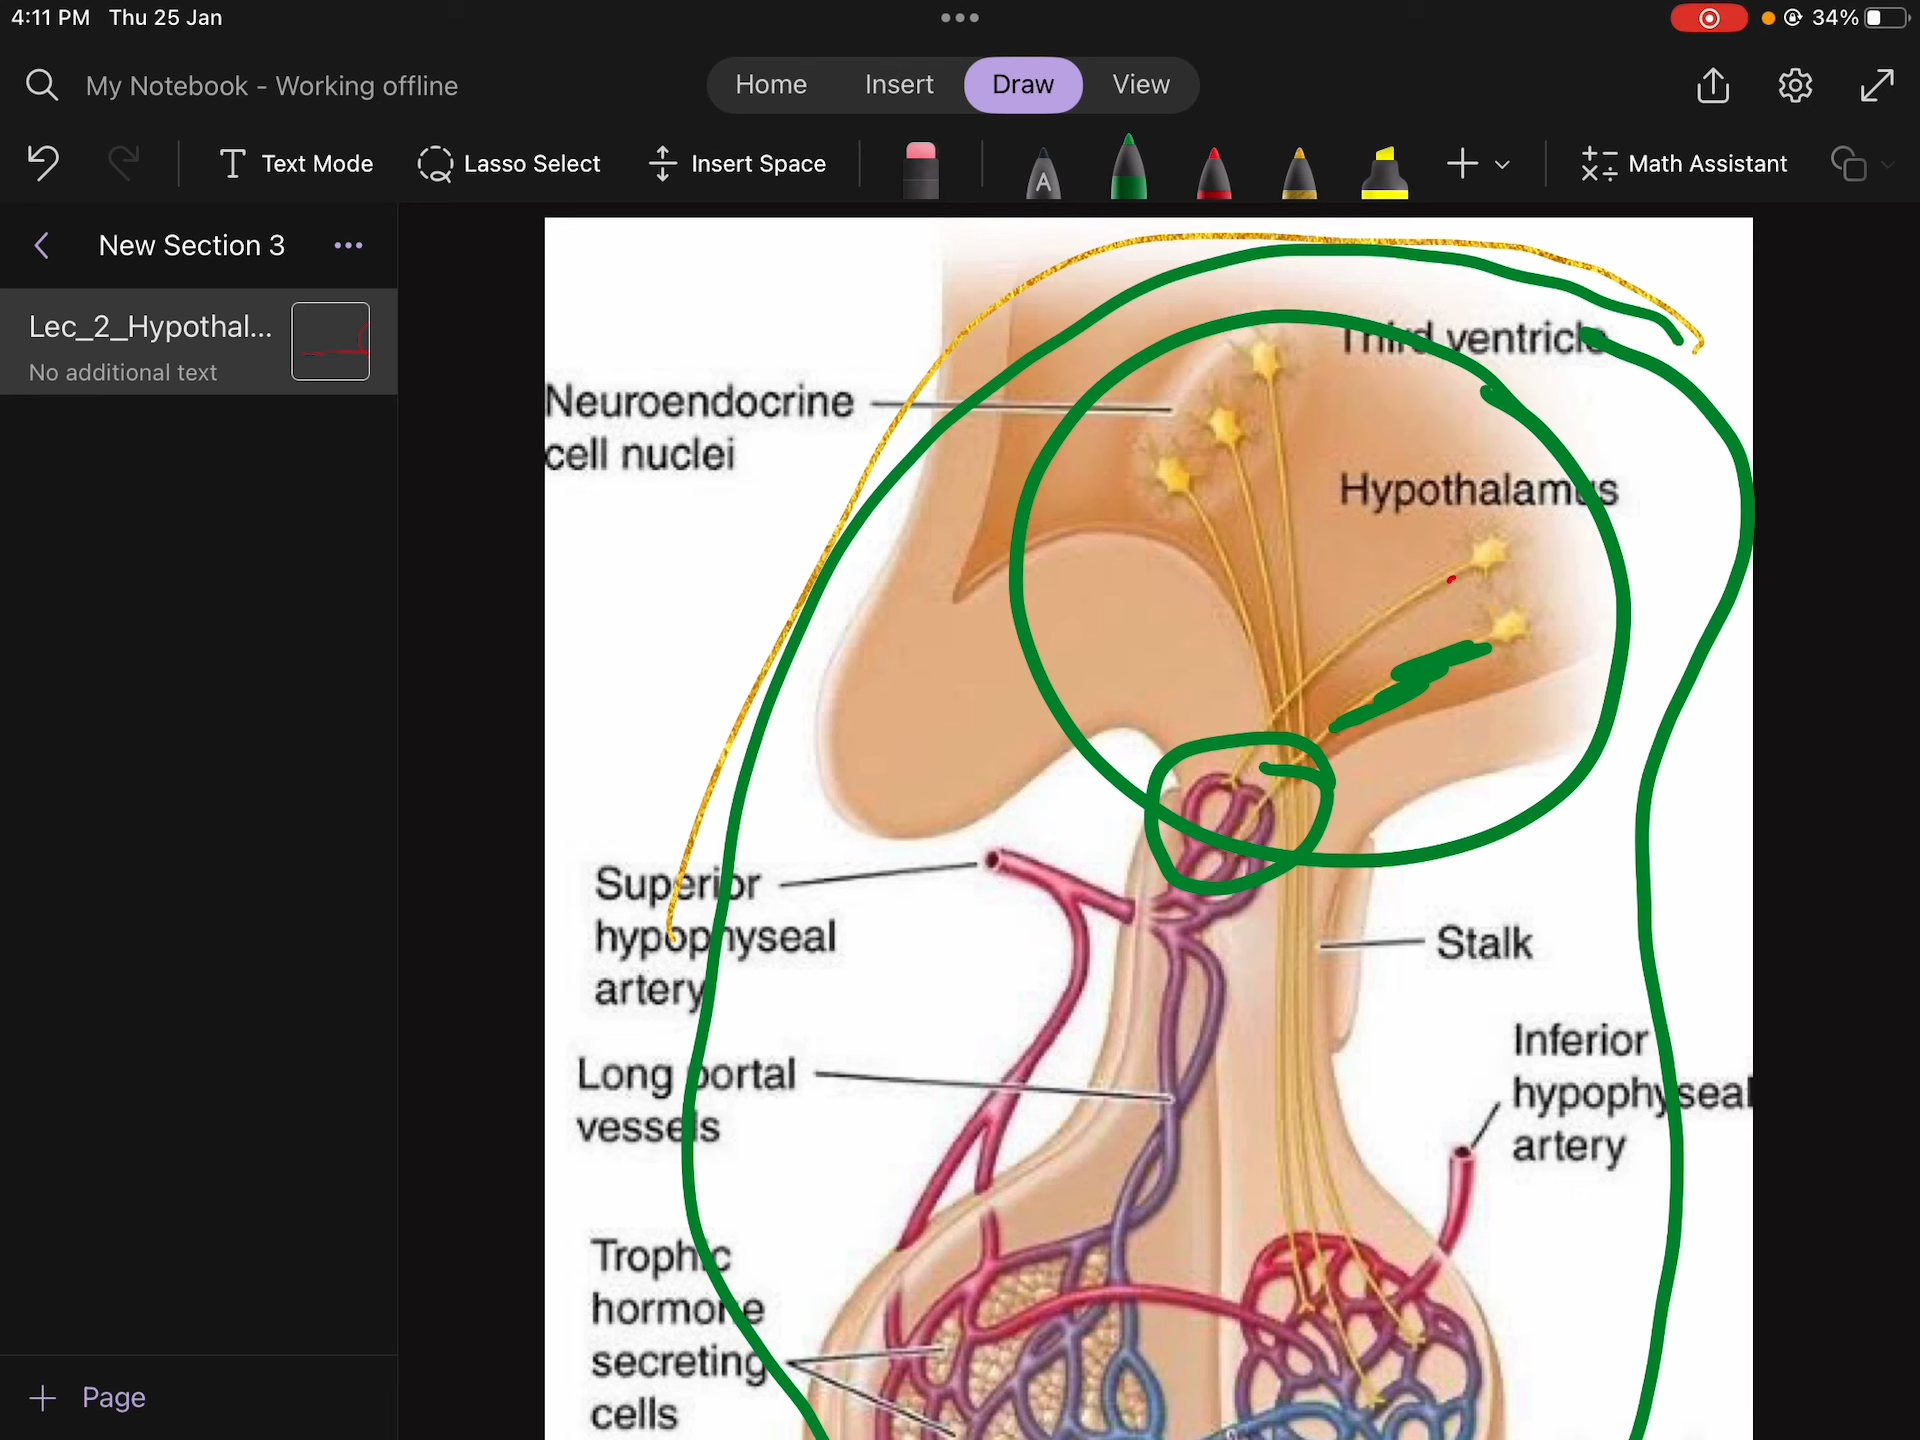 4:11 PM Thu 25 Jan
34%
My Notebook - Working offline
Home Insert Draw View
Text Mode Lasso Select Insert Space A Math Assistant
New Section 3
Lec_2_Hypothal...
No additional text
Page
Third ventricle
Neuroendocrine
cell nuclei
Hypothalamus
Superior
hypophyseal
artery
Stalk
Long portal
vessels
Inferior
hypophyseal
artery
Trophic
hormone
secreting
cells